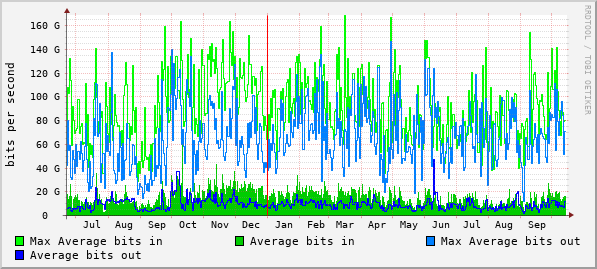 160 G
140 G
120 G
100 G
80 G
60 G
40 G
20 G
0
bits per second
RRDTOOL / TOBI OETIKER
Jul Aug Sep Oct Nov Dec Jan Feb Mar Apr May Jun Jul Aug Sep
Max Average bits in Average bits in Max Average bits out
Average bits out